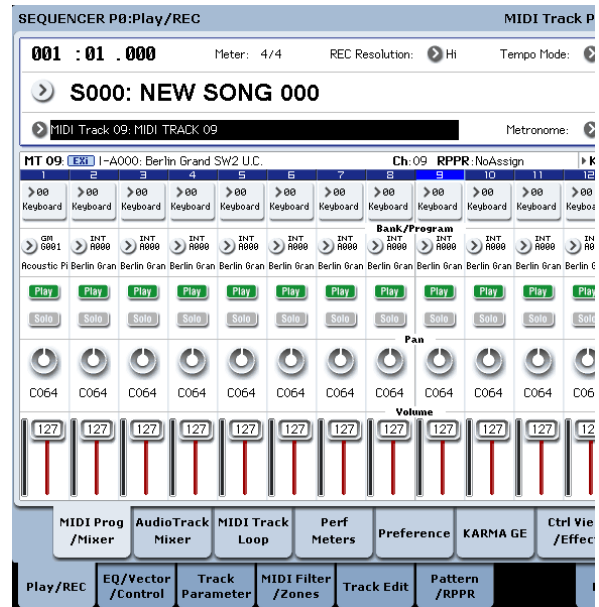 SEQUENCER P0:Play/REC MIDI Track P
001 :01 .000 Meter: 4/4 REC Resolution: Hi Tempo Mode:
S000: NEW SONG 000
MIDI Track 09: MIDI TRACK 09 Metronome:
MT 09: EXi I-A000: Berlin Grand SW2 U.C. Ch:09 RPPR:NoAssign K
1 2 3 4 5 6 7 8 9 10 11 12
00 00 00 00 00 00 00 00 00 00 00 00
Keyboard Keyboard Keyboard Keyboard Keyboard Keyboard Keyboard Keyboard Keyboard Keyboard Keyboard Keyboa
Bank/Program
GM INT INT INT INT INT INT INT INT INT INT IN
G001 A000 A000 A000 A000 A000 A000 A000 A000 A000 A000 A0
Acoustic Pi Berlin Gran Berlin Gran Berlin Gran Berlin Gran Berlin Gran Berlin Gran Berlin Gran Berlin Gran Berlin Gran Berlin Gran Berlin G
Play Play Play Play Play Play Play Play Play Play Play Play
Solo Solo Solo Solo Solo Solo Solo Solo Solo Solo Solo Solo
Pan
C064 C064 C064 C064 C064 C064 C064 C064 C064 C064 C064 C06
Volume
127 127 127 127 127 127 127 127 127 127 127 12
MIDI Prog AudioTrack MIDI Track Perf Preference KARMA GE Ctrl Vie
/Mixer Mixer Loop Meters /Effec
Play/REC EQ/Vector Track MIDI Filter Track Edit Pattern
/Control Parameter /Zones /RPPR